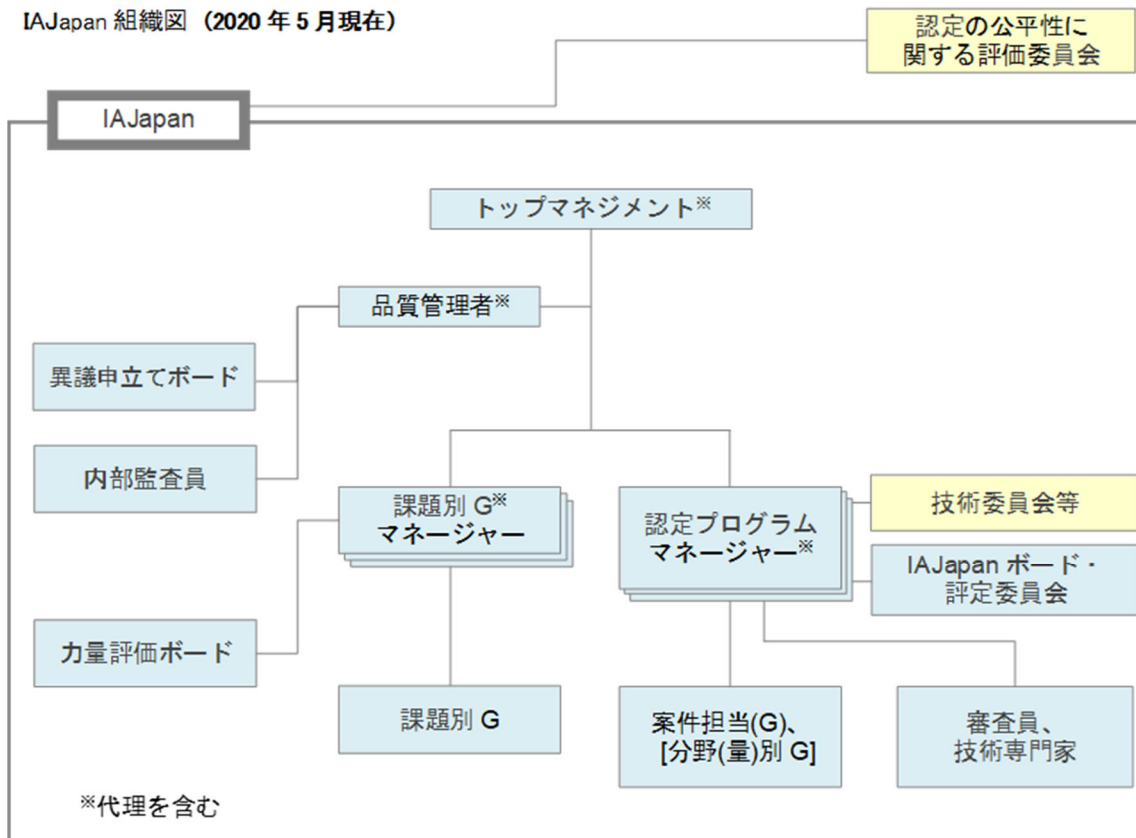 IAJapan 組織図 (2020 年 5 月現在)
認定の公平性に
関する評価委員会
IAJapan
トップマネジメント※
品質管理者※
異議申立てボード
内部監査員
課題別 G※
マネージャー
認定プログラム
マネージャー※
技術委員会等
IAJapan ボード・
評定委員会
力量評価ボード
課題別 G
案件担当(G)、
[分野(量)別 G]
審査員、
技術専門家
※代理を含む